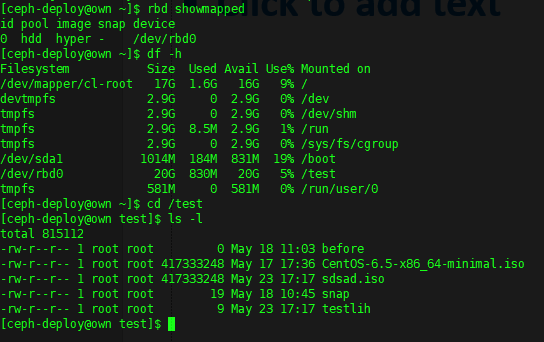 Click to add text
[ceph-deploy@own ~]$ rbd showmapped
id pool image snap device
0  hdd  hyper -    /dev/rbd0
[ceph-deploy@own ~]$ df -h
Filesystem           Size  Used Avail Use% Mounted on
/dev/mapper/cl-root   17G  1.6G   16G   9% /
devtmpfs             2.9G     0  2.9G   0% /dev
tmpfs                2.9G     0  2.9G   0% /dev/shm
tmpfs                2.9G  8.5M  2.9G   1% /run
tmpfs                2.9G     0  2.9G   0% /sys/fs/cgroup
/dev/sda1           1014M  184M  831M  19% /boot
/dev/rbd0             20G  830M   20G   5% /test
tmpfs                581M     0  581M   0% /run/user/0
[ceph-deploy@own ~]$ cd /test
[ceph-deploy@own test]$ ls -l
total 815112
-rw-r--r-- 1 root root         0 May 18 11:03 before
-rw-r--r-- 1 root root 417333248 May 17 17:36 CentOS-6.5-x86_64-minimal.iso
-rw-r--r-- 1 root root 417333248 May 23 17:17 sdsad.iso
-rw-r--r-- 1 root root        19 May 18 10:45 snap
-rw-r--r-- 1 root root         9 May 23 17:17 testlih
[ceph-deploy@own test]$